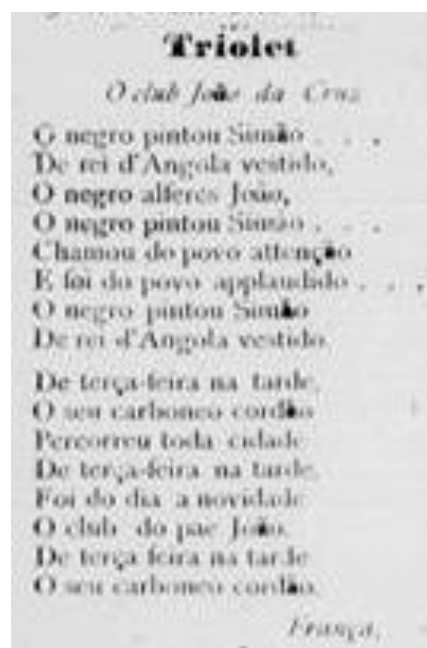 Triolet
O club João da Cruz
O negro pintou Simão . . .
De rei d'Angola vestido,
O negro alferes João,
O negro pintou Simão . . .
Chamou do povo attenção
E foi do povo applaudido . . .
O negro pintou Simão
De rei d'Angola vestido.
De terça-feira na tarde,
O seu carboneo cordão
Percorreu toda cidade
De terça-feira na tarde,
Foi do dia a novidade
O club do pae João.
De terça feira na tarde
O seu carboneo cordão.
França.